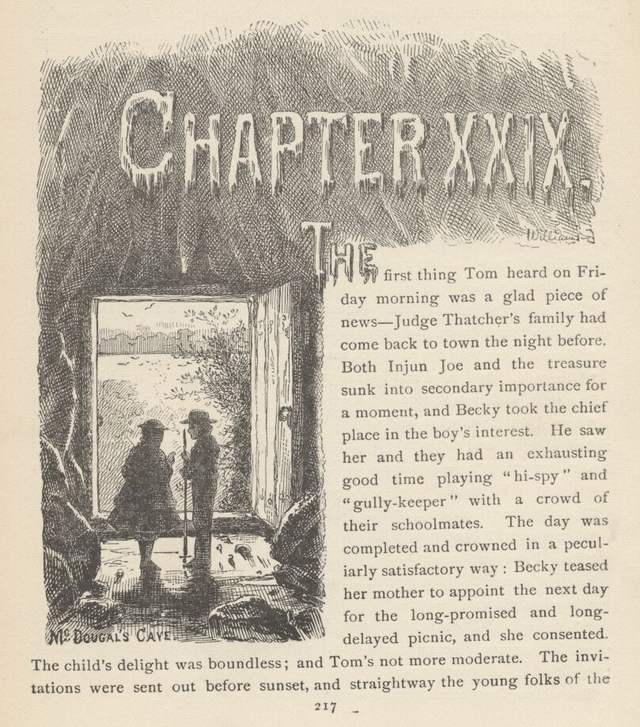 CHAPTER XXIX.
Williams
THE first thing Tom heard on Fri-
day morning was a glad piece of
news—Judge Thatcher's family had
come back to town the night before.
Both Injun Joe and the treasure
sunk into secondary importance for
a moment, and Becky took the chief
place in the boy's interest. He saw
her and they had an exhausting
good time playing "hi-spy" and
"gully-keeper" with a crowd of
their schoolmates. The day was
completed and crowned in a pecul-
iarly satisfactory way: Becky teased
her mother to appoint the next day
for the long-promised and long-
delayed picnic, and she consented.
McDOUGAL'S CAVE.
The child's delight was boundless; and Tom's not more moderate. The invi-
tations were sent out before sunset, and straightway the young folks of the
217